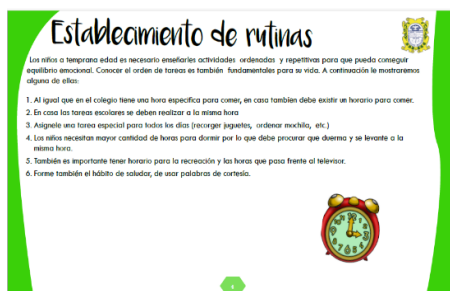 Establecimiento de rutinas
Los niños a temprana edad es necesario enseñarles actividades ordenadas y repetitivas para que pueda conseguir
equilibrio emocional. Conocer el orden de tareas es también fundamentales para su vida. A continuación le mostraremos
alguna de ellas:
1. Al igual que en el colegio tiene una hora especifica para comer, en casa tambien debe existir un horario para comer.
2. En casa las tareas escolares se deben realizar a la misma hora
3. Asignele una tarea especial para todos los días (recorger juguetes, ordenar mochila, etc.)
4. Los niños necesitan mayor cantidad de horas para dormir por lo que debe procurar que duerma y se levante a la
misma hora.
5. También es importante tener horario para la recreación y las horas que pasa frente al televisor.
6. Forme también el hábito de saludar, de usar palabras de cortesía.